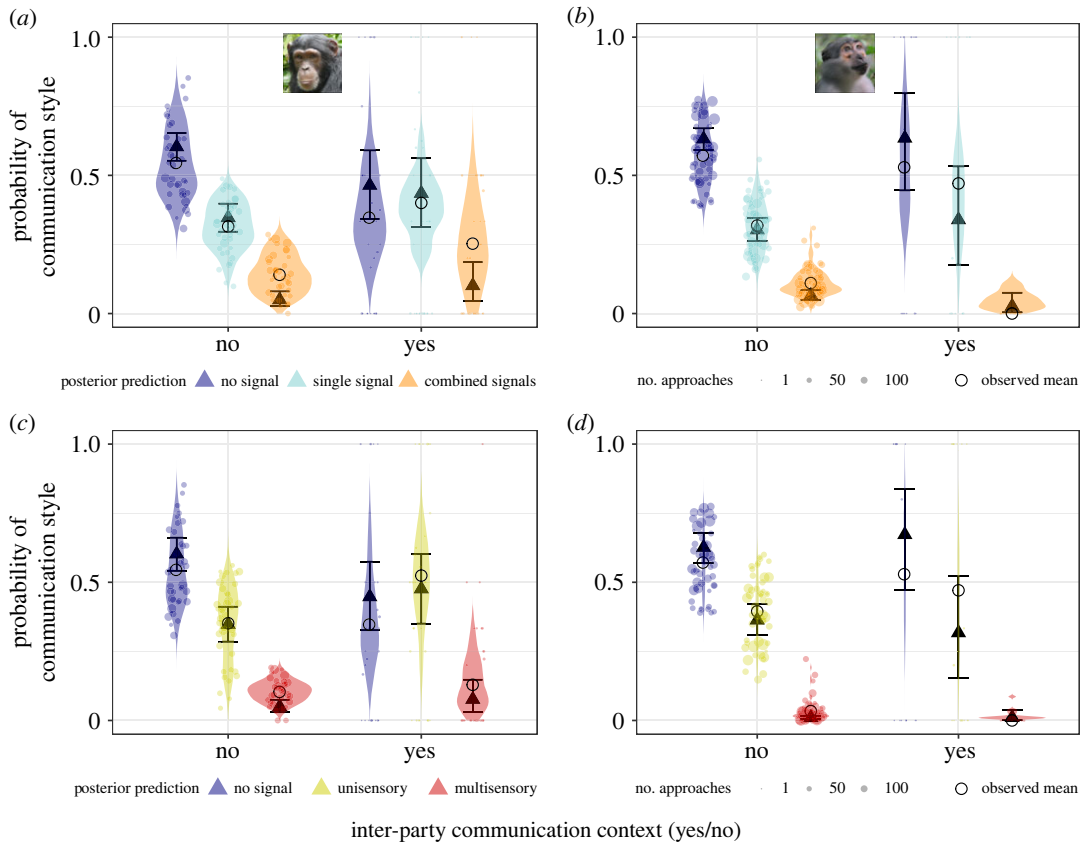 (a)
(b)
probability of
communication style
1.0
0.5
0
no
yes
1.0
0.5
0
no
yes
posterior prediction no signal single signal combined signals
no. approaches 1 50 100 observed mean
(c)
(d)
probability of
communication style
1.0
0.5
0
no
yes
1.0
0.5
0
no
yes
posterior prediction no signal unisensory multisensory
no. approaches 1 50 100 observed mean
inter-party communication context (yes/no)